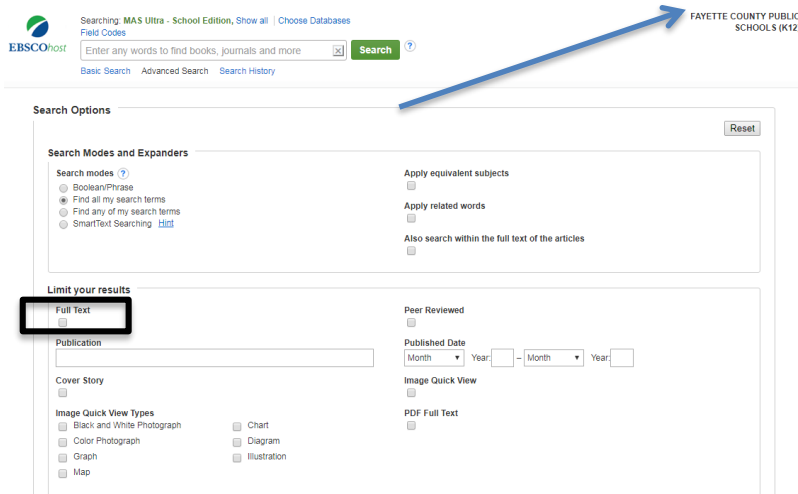 Searching: MAS Ultra - School Edition, Show all | Choose Databases
FAYETTE COUNTY PUBLIC
SCHOOLS (K12
Field Codes
EBSCOhost
Enter any words to find books, journals and more x Search ?
Basic Search Advanced Search Search History
Search Options
Reset
Search Modes and Expanders
Search modes ?
Apply equivalent subjects
Boolean/Phrase
Find all my search terms
Apply related words
Find any of my search terms
SmartText Searching Hint
Also search within the full text of the articles
Limit your results
Full Text
Peer Reviewed
Publication
Published Date
Month Year: – Month Year:
Cover Story
Image Quick View
Image Quick View Types
PDF Full Text
Black and White Photograph Chart
Color Photograph Diagram
Graph Illustration
Map